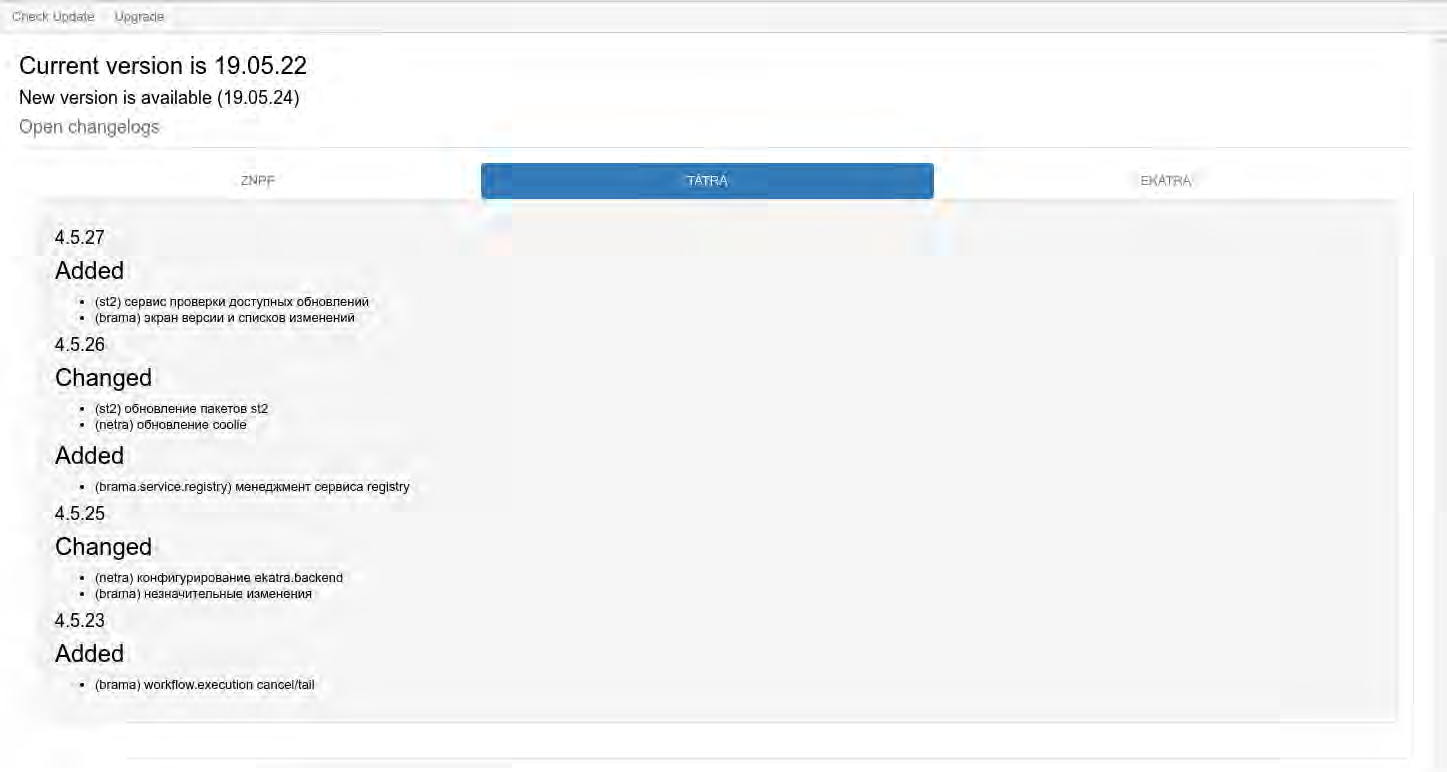 Check Update Upgrade
Current version is 19.05.22
New version is available (19.05.24)
Open changelogs
ZNPF TATRA EKATRA
4.5.27
Added
• (st2) сервис проверки доступных обновлений
• (brama) экран версии и списков изменений
4.5.26
Changed
• (st2) обновление пакетов st2
• (netra) обновление coolie
Added
• (brama.service.registry) менеджмент сервиса registry
4.5.25
Changed
• (netra) конфигурирование ekatra.backend
• (brama) незначительные изменения
4.5.23
Added
• (brama) workflow.execution cancel/tail